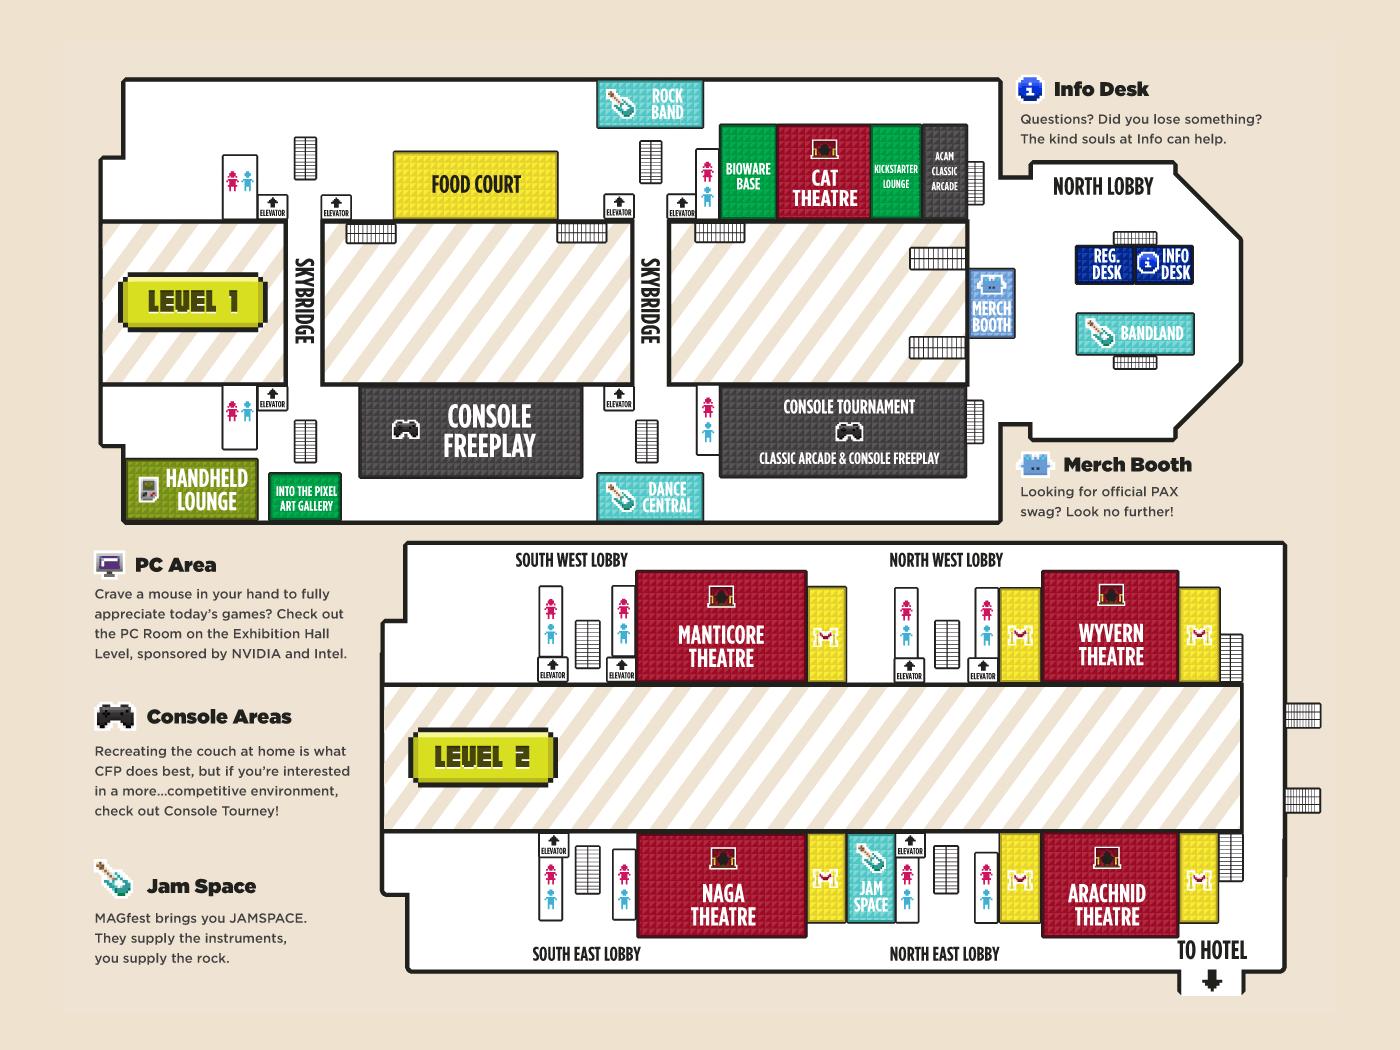 ROCK
BAND
Info Desk
Questions? Did you lose something?
The kind souls at Info can help.
FOOD COURT
BIOWARE
BASE
CAT
THEATRE
KICKSTARTER
LOUNGE
ACAM
CLASSIC
ARCADE
NORTH LOBBY
ELEVATOR
ELEVATOR
ELEVATOR
ELEVATOR
LEVEL 1
SKYBRIDGE
SKYBRIDGE
MERCH
BOOTH
REG.
DESK
INFO
DESK
BANDLAND
ELEVATOR
ELEVATOR
CONSOLE
FREEPLAY
CONSOLE TOURNAMENT
CLASSIC ARCADE & CONSOLE FREEPLAY
HANDHELD
LOUNGE
INTO THE PIXEL
ART GALLERY
DANCE
CENTRAL
Merch Booth
Looking for official PAX
swag? Look no further!
PC Area
Crave a mouse in your hand to fully
appreciate today's games? Check out
the PC Room on the Exhibition Hall
Level, sponsored by NVIDIA and Intel.
Console Areas
Recreating the couch at home is what
CFP does best, but if you're interested
in a more...competitive environment,
check out Console Tourney!
Jam Space
MAGfest brings you JAMSPACE.
They supply the instruments,
you supply the rock.
SOUTH WEST LOBBY
NORTH WEST LOBBY
MANTICORE
THEATRE
WYVERN
THEATRE
ELEVATOR
ELEVATOR
ELEVATOR
ELEVATOR
LEVEL 2
ELEVATOR
ELEVATOR
NAGA
THEATRE
JAM
SPACE
ARACHNID
THEATRE
SOUTH EAST LOBBY
NORTH EAST LOBBY
TO HOTEL